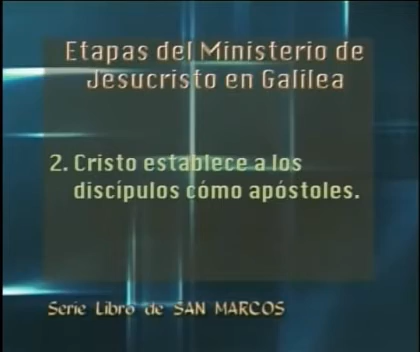 Etapas del Ministerio de
Jesucristo en Galilea
2. Cristo establece a los
discípulos cómo apóstoles.
Serie Libro de SAN MARCOS